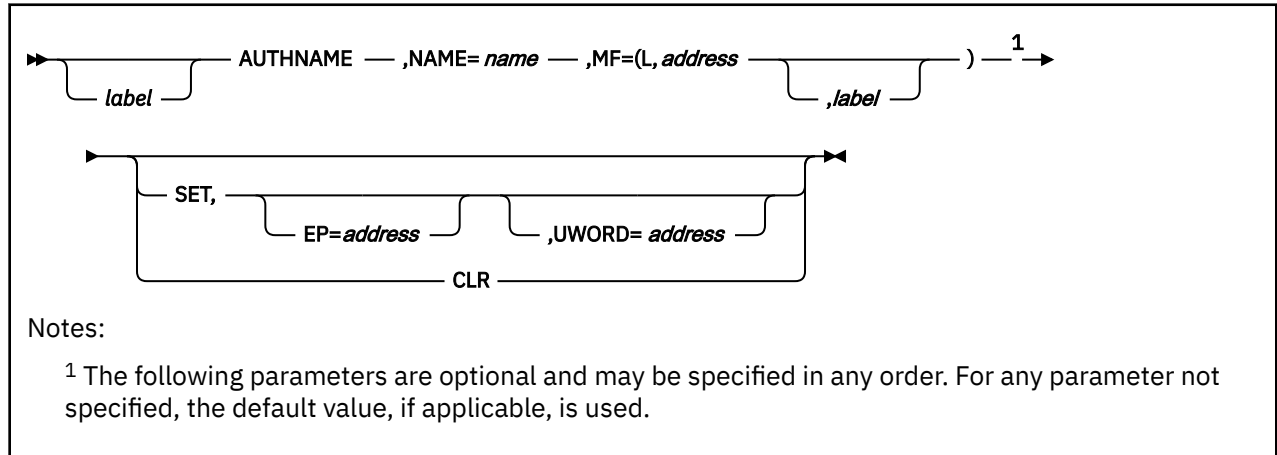 AUTHNAME ,NAME= name ,MF=(L, address ) 1
label ,label
SET,
EP=address ,UWORD= address
CLR
Notes:
1 The following parameters are optional and may be specified in any order. For any parameter not
specified, the default value, if applicable, is used.